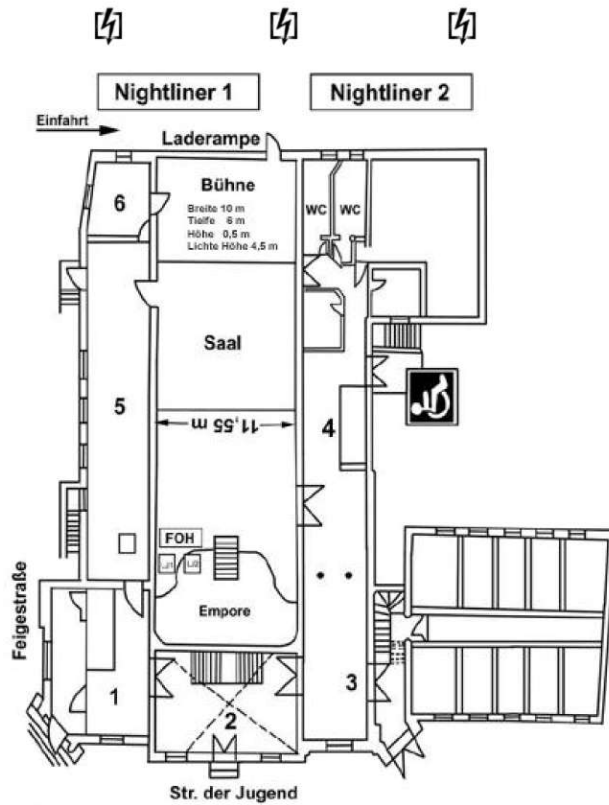 Nightliner 1
Nightliner 2
Einfahrt
Laderampe
Bühne
Breite 10 m
Tielfe 6 m
Höhe 0,5 m
Lichte Höhe 4,5 m
6
WC
WC
Saal
5
11,55 m
4
FOH
Empore
Feigestraße
1
2
3
Str. der Jugend